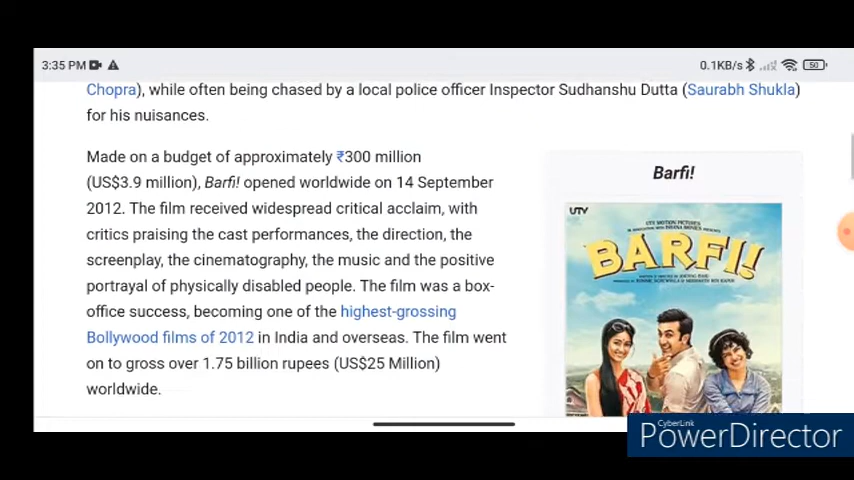 3:35 PM
0.1KB/s
50
Chopra), while often being chased by a local police officer Inspector Sudhanshu Dutta (Saurabh Shukla)
for his nuisances.
Made on a budget of approximately ₹300 million
(US$3.9 million), Barfi! opened worldwide on 14 September
2012. The film received widespread critical acclaim, with
critics praising the cast performances, the direction, the
screenplay, the cinematography, the music and the positive
portrayal of physically disabled people. The film was a box-
office success, becoming one of the highest-grossing
Bollywood films of 2012 in India and overseas. The film went
on to gross over 1.75 billion rupees (US$25 Million)
worldwide.
Barfi!
UTV
UTV MOTION PICTURES
BARFI!
CyberLink
PowerDirector